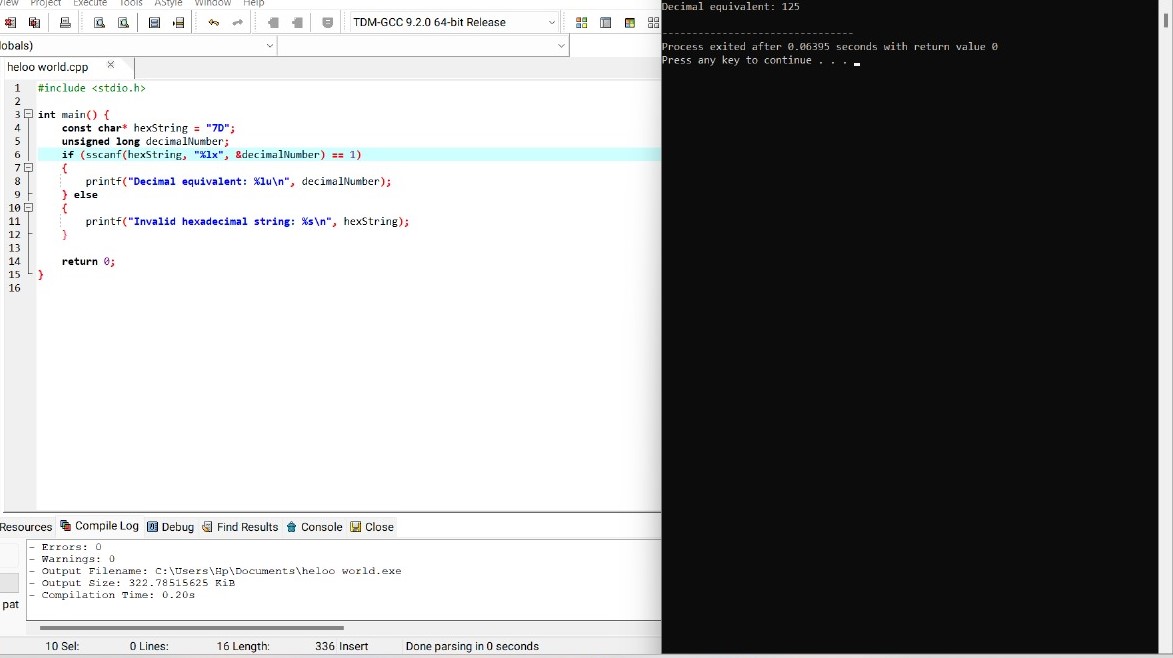 View Project Execute Tools AStyle Window Help
TDM-GCC 9.2.0 64-bit Release
lobals)
heloo world.cpp
1 #include <stdio.h>
2
3 int main() {
4 const char* hexString = "7D";
5 unsigned long decimalNumber;
6 if (sscanf(hexString, "%lx", &decimalNumber) == 1)
7 {
8 printf("Decimal equivalent: %lu\n", decimalNumber);
9 } else
10 {
11 printf("Invalid hexadecimal string: %s\n", hexString);
12 }
13
14 return 0;
15 }
16
Resources Compile Log Debug Find Results Console Close
- Errors: 0
- Warnings: 0
- Output Filename: C:\Users\Hp\Documents\heloo world.exe
- Output Size: 322.78515625 KiB
- Compilation Time: 0.20s
pat
10 Sel: 0 Lines: 16 Length: 336 Insert Done parsing in 0 seconds
Decimal equivalent: 125
--------------------------------
Process exited after 0.06395 seconds with return value 0
Press any key to continue . . .